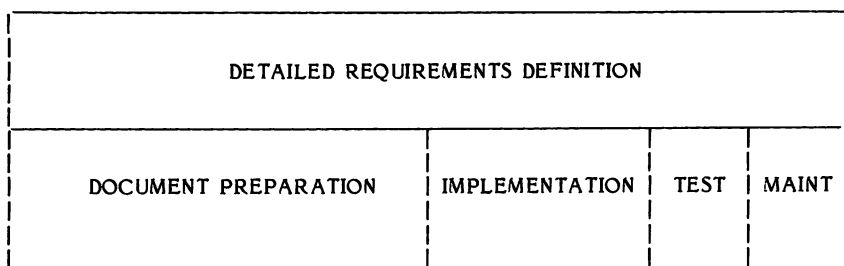 DETAILED REQUIREMENTS DEFINITION
DOCUMENT PREPARATION IMPLEMENTATION TEST MAINT